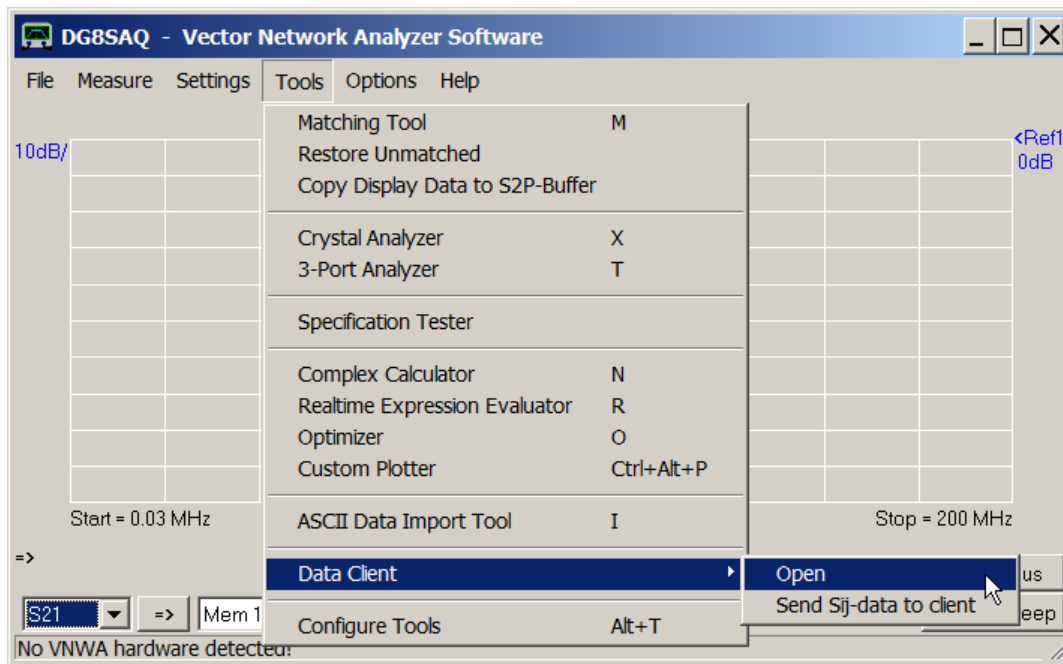 DG8SAQ - Vector Network Analyzer Software
File Measure Settings Tools Options Help
Matching Tool M
Restore Unmatched
Copy Display Data to S2P-Buffer
10dB/
<Ref1
0dB
Crystal Analyzer X
3-Port Analyzer T
Specification Tester
Complex Calculator N
Realtime Expression Evaluator R
Optimizer O
Custom Plotter Ctrl+Alt+P
Start = 0.03 MHz
ASCII Data Import Tool I
Stop = 200 MHz
=>
Data Client
Open
us
Send Sij-data to client
eep
S21
=>
Mem 1
Configure Tools Alt+T
No VNWA hardware detected!